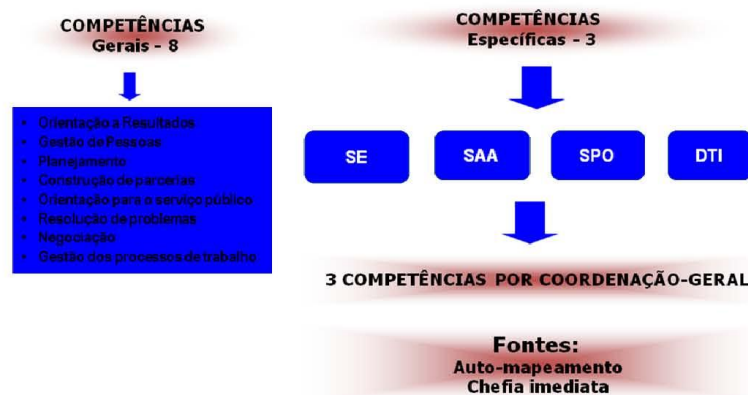 COMPETÊNCIAS
Gerais - 8
• Orientação a Resultados
• Gestão de Pessoas
• Planejamento
• Construção de parcerias
• Orientação para o serviço público
• Resolução de problemas
• Negociação
• Gestão dos processos de trabalho
COMPETÊNCIAS
Específicas - 3
SE SAA SPO DTI
3 COMPETÊNCIAS POR COORDENAÇÃO-GERAL
Fontes:
Auto-mapeamento
Chefia imediata